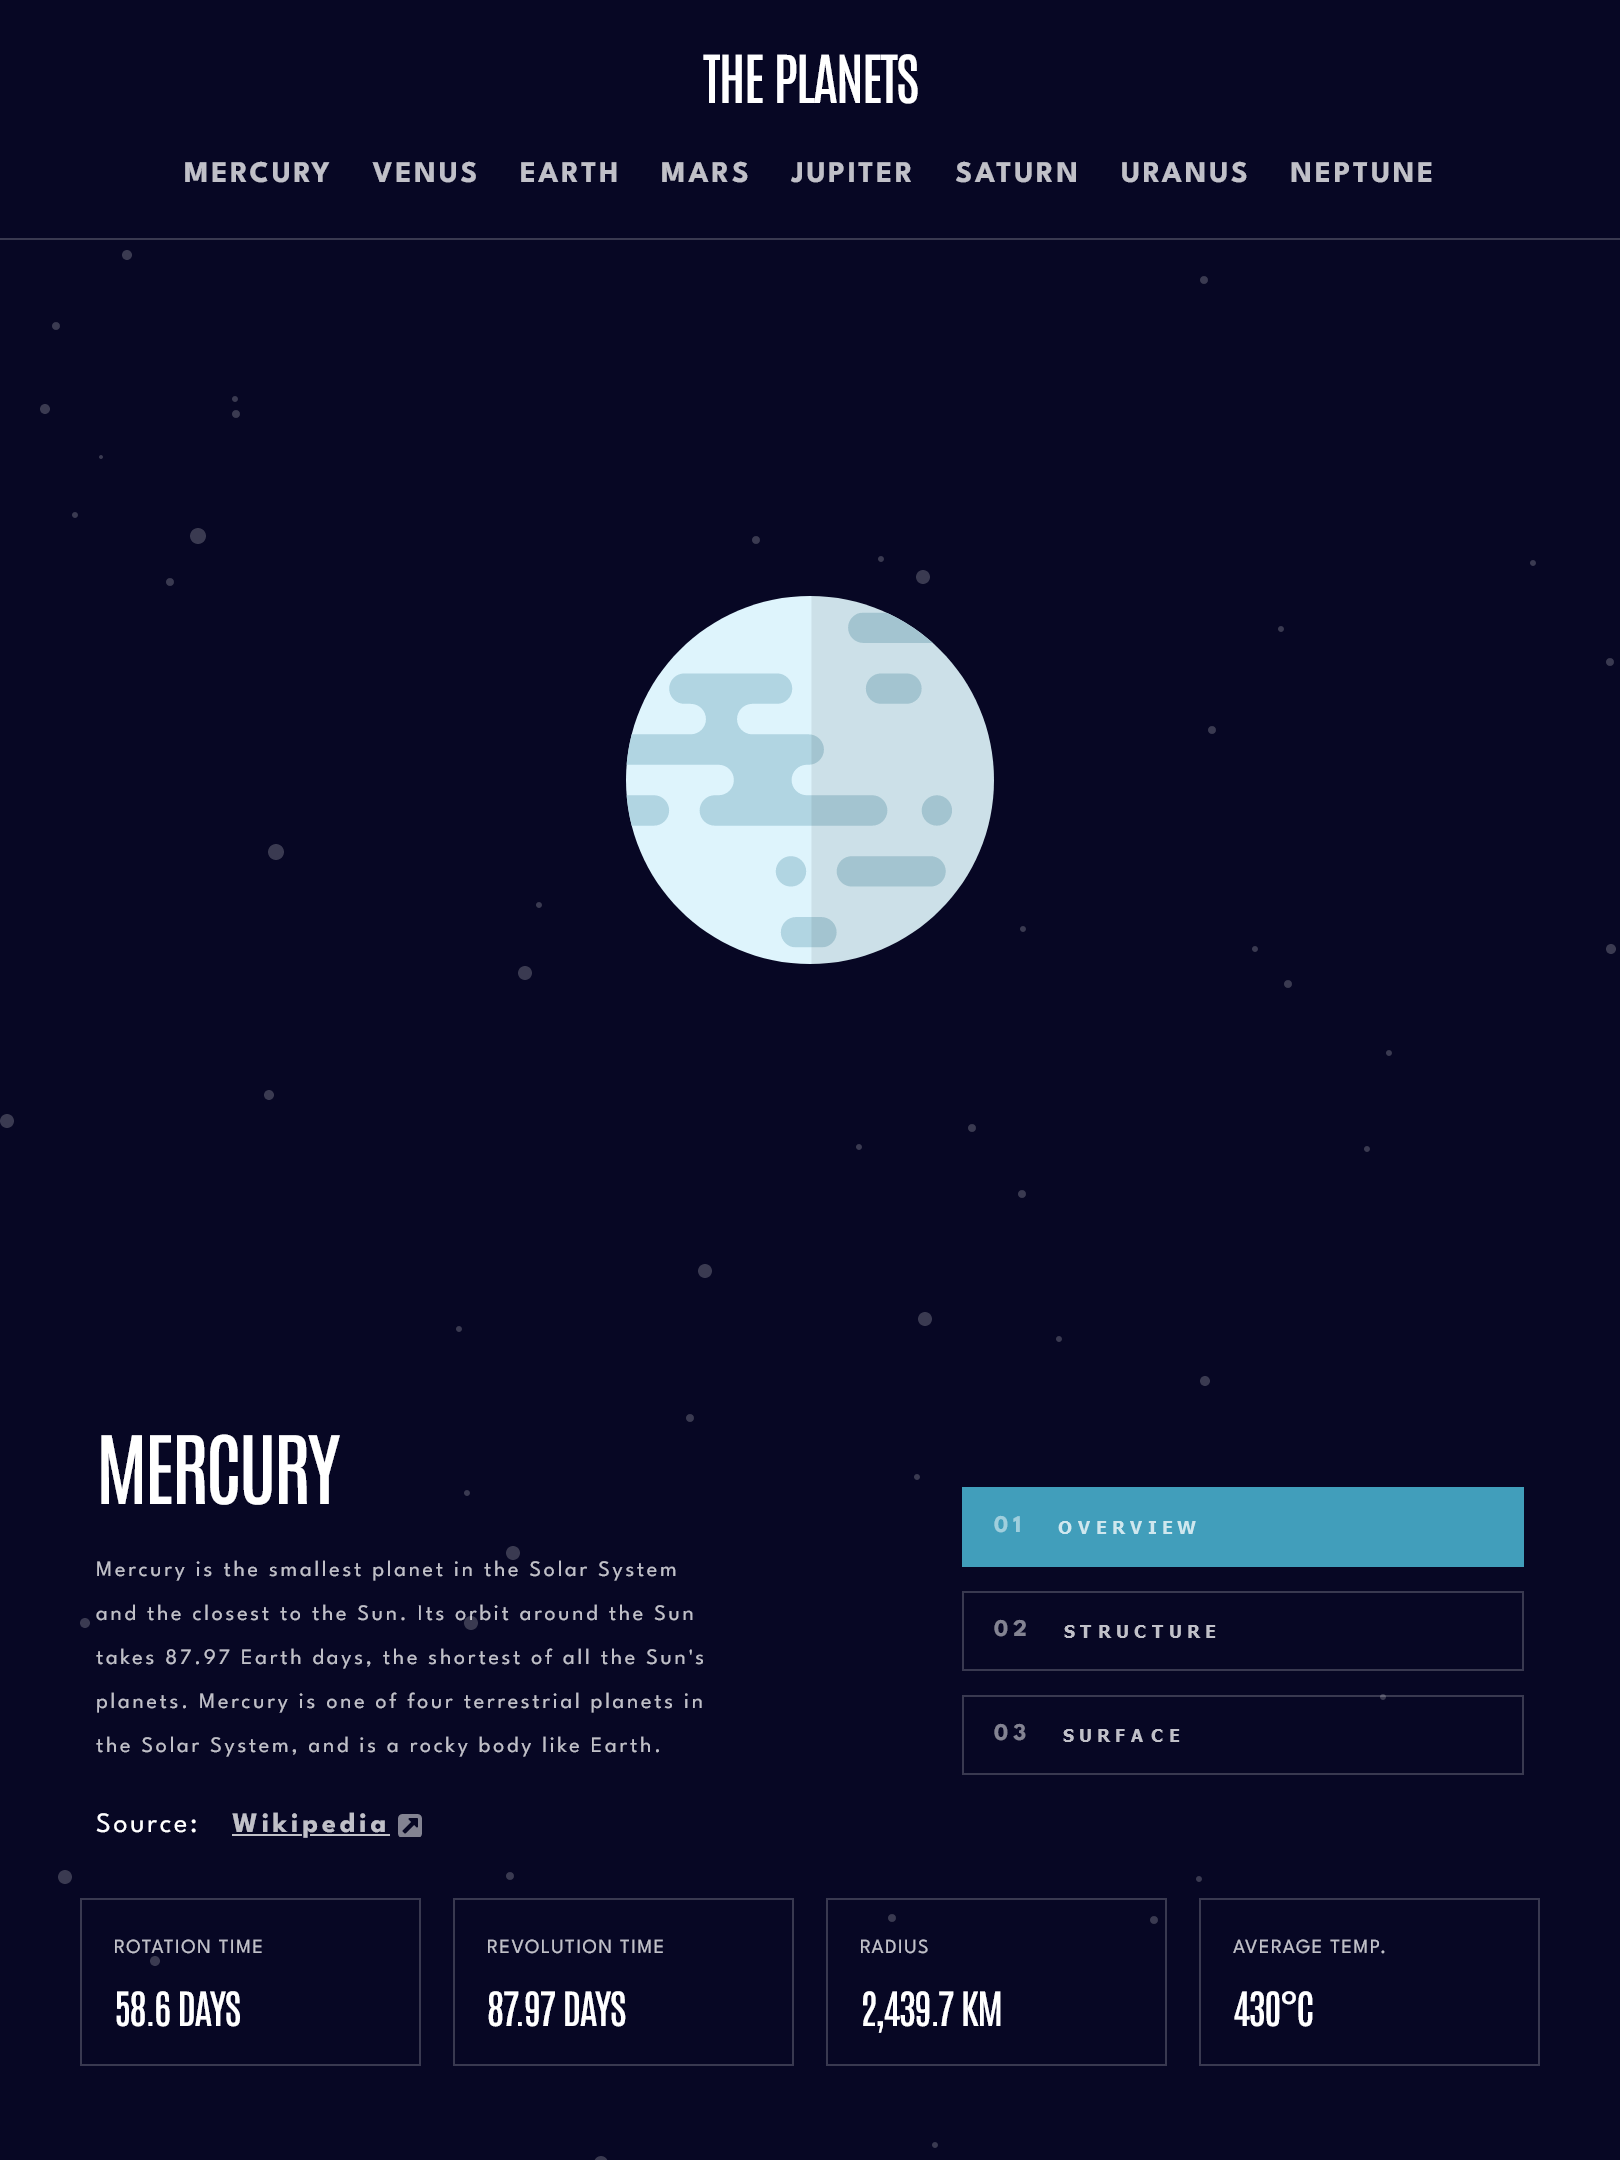 THE PLANETS
MERCURY VENUS EARTH MARS JUPITER SATURN URANUS NEPTUNE
MERCURY
Mercury is the smallest planet in the Solar System
and the closest to the Sun. Its orbit around the Sun
takes 87.97 Earth days, the shortest of all the Sun's
planets. Mercury is one of four terrestrial planets in
the Solar System, and is a rocky body like Earth.
Source: Wikipedia
01 OVERVIEW
02 STRUCTURE
03 SURFACE
ROTATION TIME
58.6 DAYS
REVOLUTION TIME
87.97 DAYS
RADIUS
2,439.7 KM
AVERAGE TEMP.
430°C